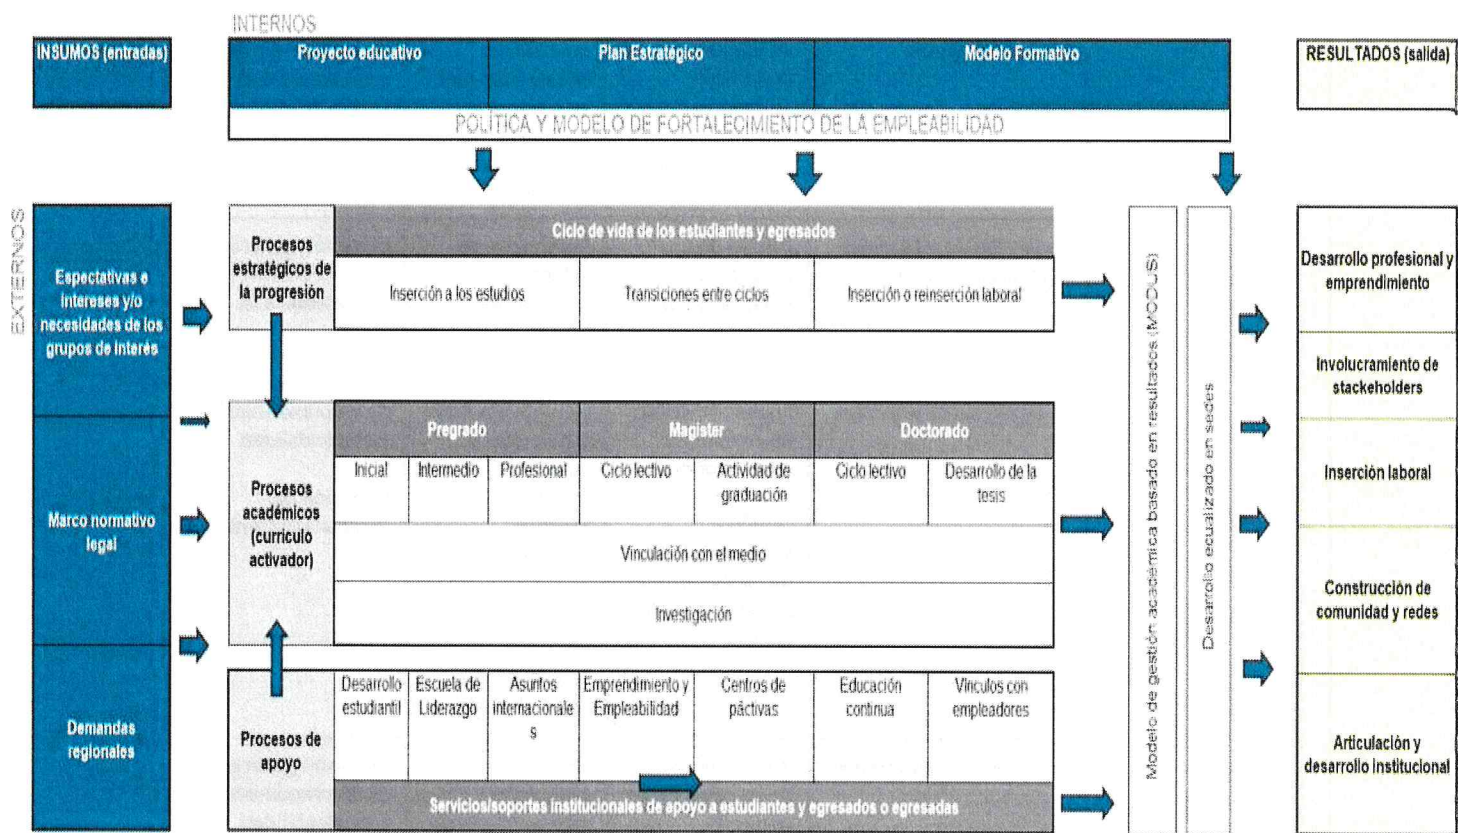 INTERNOS
INSUMOS (entradas)
Proyecto educativo
Plan Estratégico
Modelo Formativo
RESULTADOS (salida)
POLÍTICA Y MODELO DE FORTALECIMIENTO DE LA EMPLEABILIDAD
EXTERNOS
Espectativas e
intereses y/o
necesidades de los
grupos de interés
Marco normativo
legal
Demandas
regionales
Procesos
estratégicos de
la progresión
Ciclo de vida de los estudiantes y egresados
Inserción a los estudios
Transiciones entre ciclos
Inserción o reinserción laboral
Procesos
académicos
(currículo
activador)
Pregrado
Magister
Doctorado
Inicial
Intermedio
Profesional
Ciclo lectivo
Actividad de
graduación
Ciclo lectivo
Desarrollo de la
tesis
Vinculación con el medio
Investigación
Procesos de
apoyo
Desarrollo
estudiantil
Escuela de
Liderazgo
Asuntos
internacionale
s
Emprendimiento y
Empleabilidad
Centros de
páctivas
Educación
continua
Vínculos con
empleadores
Servicios/soportes institucionales de apoyo a estudiantes y egresados o egresadas
Modelo de gestión académica basado en resultados (MODUS)
Desarrollo ecualizado en sedes
Desarrollo profesional y
emprendimiento
Involucramiento de
stackeholders
Inserción laboral
Construcción de
comunidad y redes
Articulación y
desarrollo institucional